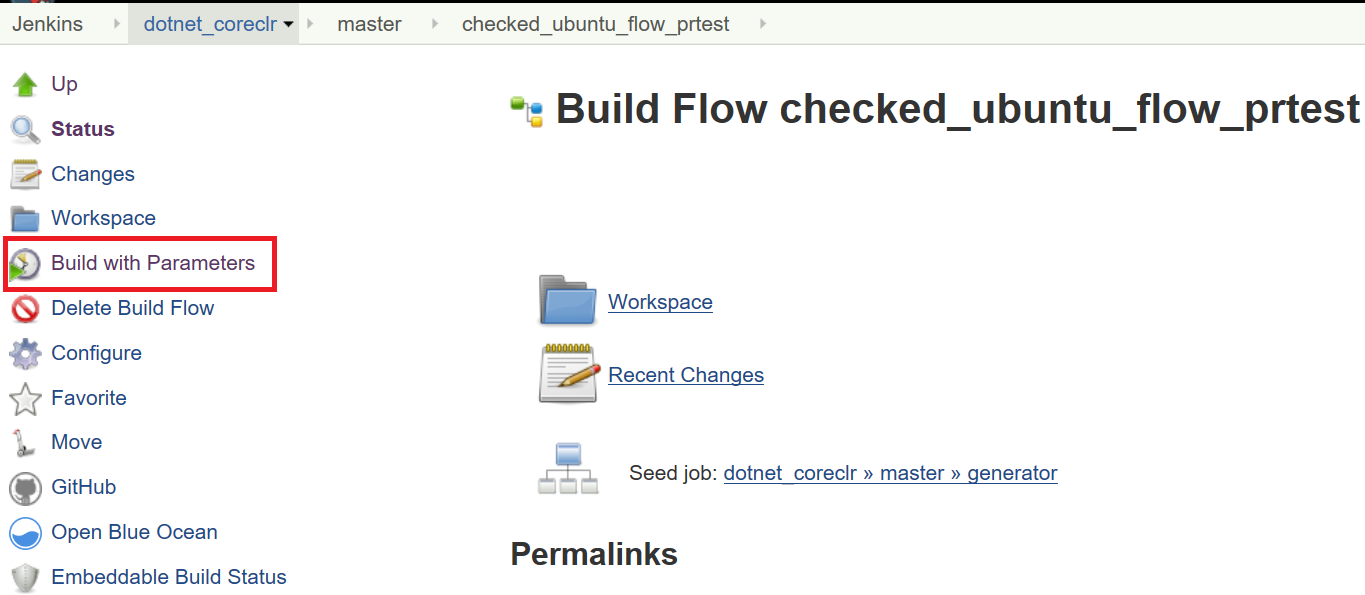 Jenkins dotnet_coreclr master checked_ubuntu_flow_prtest
Up
Status
Changes
Workspace
Build with Parameters
Delete Build Flow
Configure
Favorite
Move
GitHub
Open Blue Ocean
Embeddable Build Status
Build Flow checked_ubuntu_flow_prtest
Workspace
Recent Changes
Seed job: dotnet_coreclr » master » generator
Permalinks